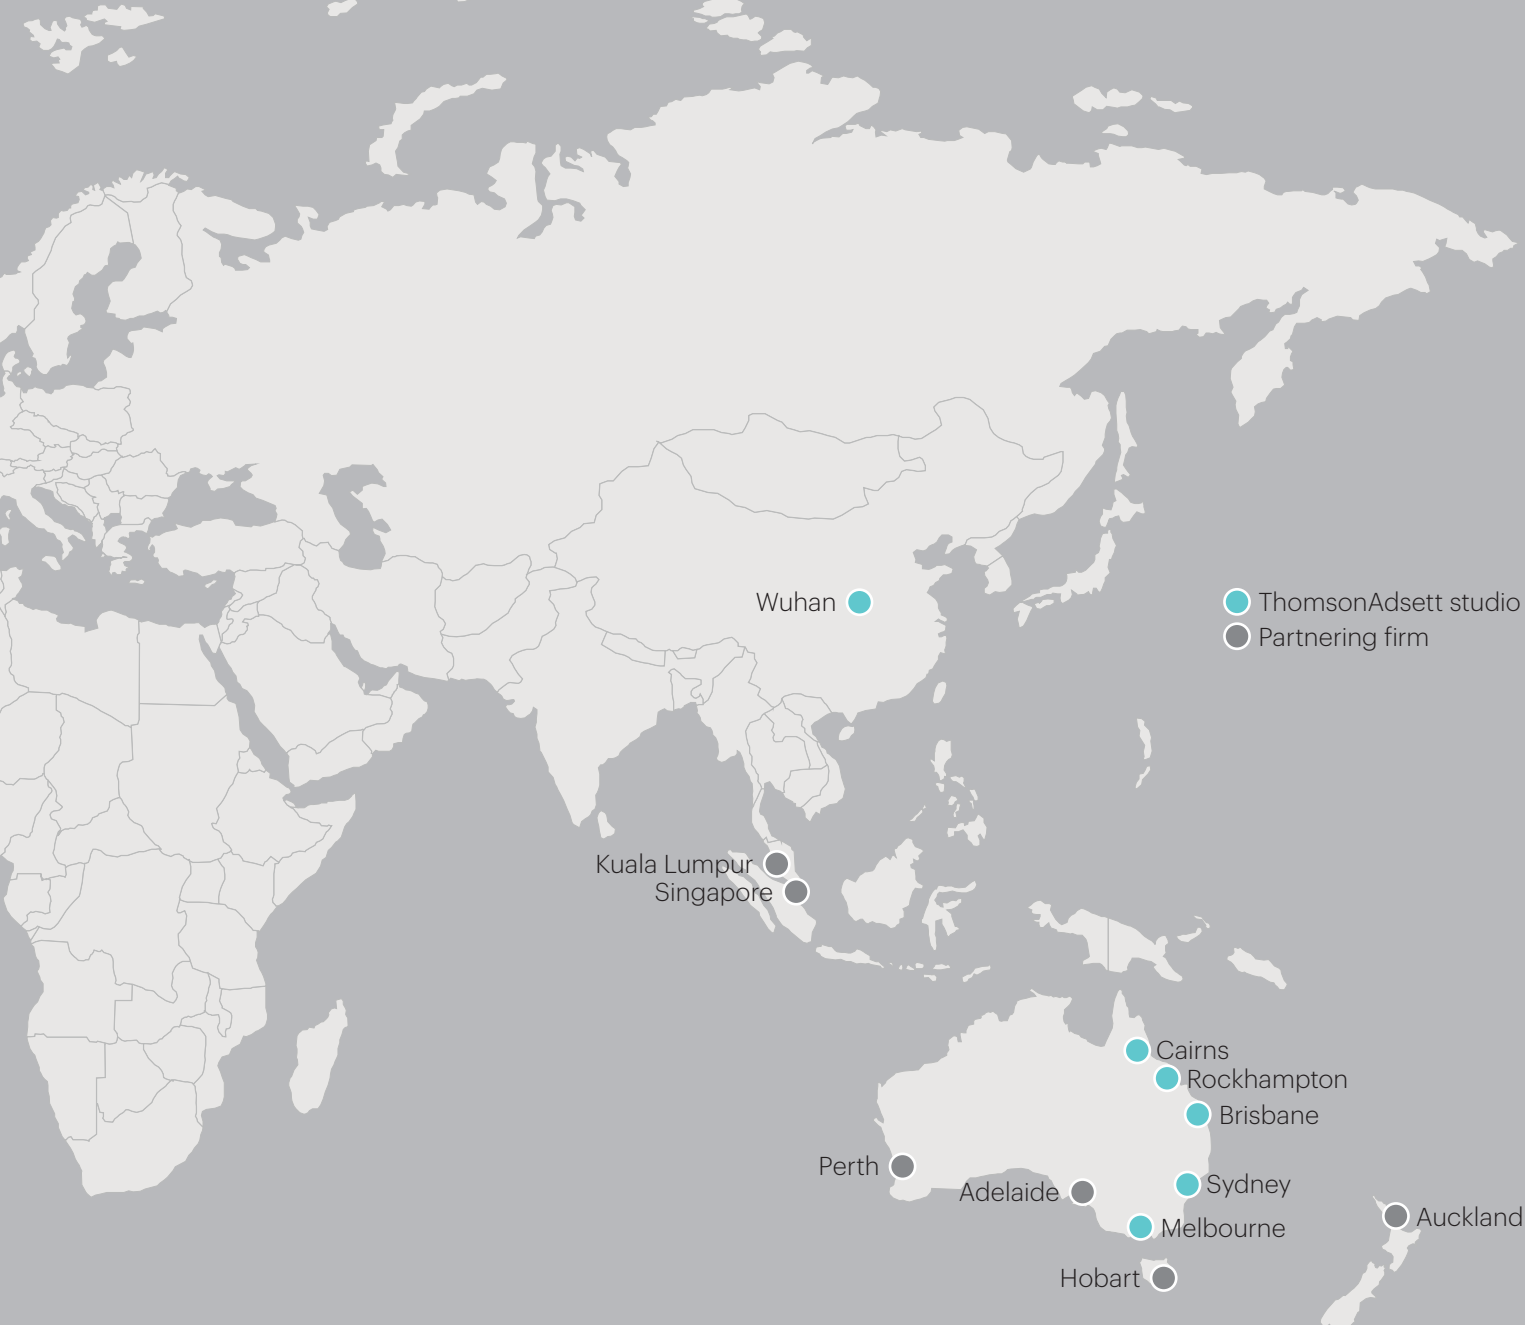 Wuhan
ThomsonAdsett studio
Partnering firm
Kuala Lumpur
Singapore
Cairns
Rockhampton
Brisbane
Perth
Sydney
Adelaide
Auckland
Melbourne
Hobart